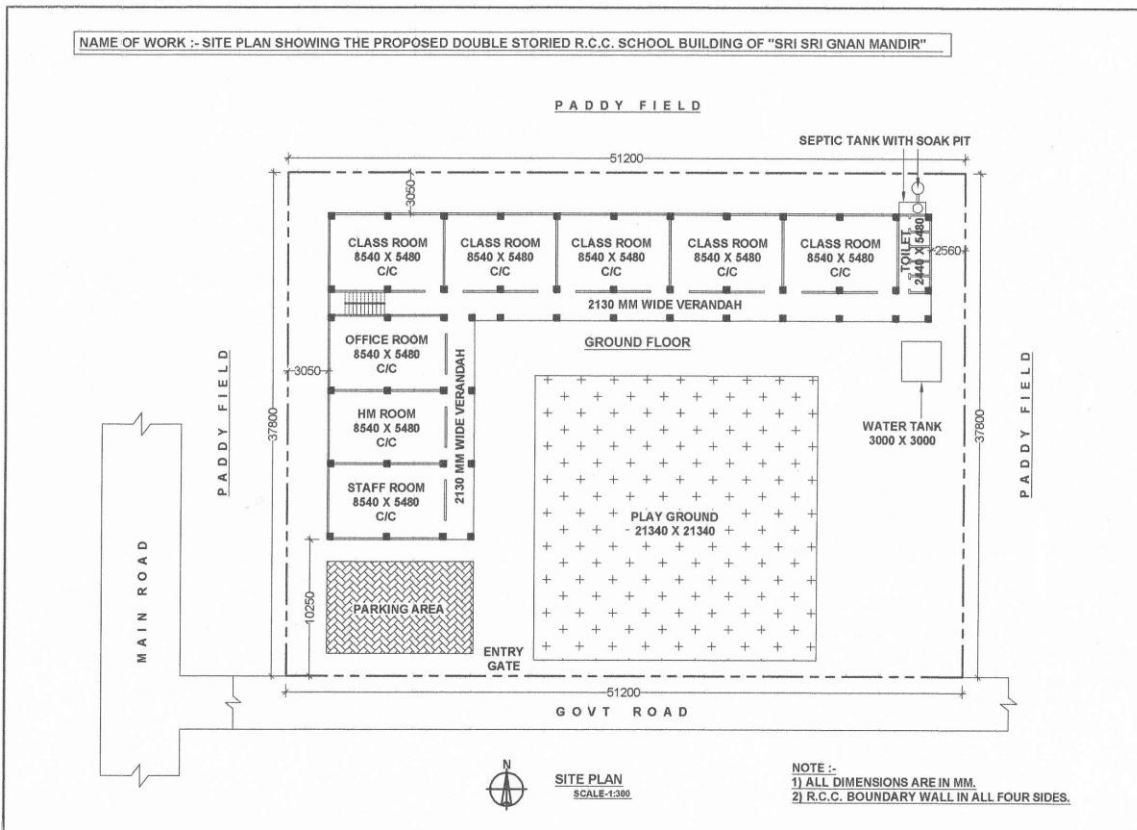 NAME OF WORK :- SITE PLAN SHOWING THE PROPOSED DOUBLE STORIED R.C.C. SCHOOL BUILDING OF "SRI SRI GNAN MANDIR"
PADDY FIELD
SEPTIC TANK WITH SOAK PIT
51200
3050
CLASS ROOM
8540 X 5480
C/C
CLASS ROOM
8540 X 5480
C/C
CLASS ROOM
8540 X 5480
C/C
CLASS ROOM
8540 X 5480
C/C
CLASS ROOM
8540 X 5480
C/C
TOILET
2440 X 5480
2560
2130 MM WIDE VERANDAH
OFFICE ROOM
8540 X 5480
C/C
GROUND FLOOR
3050
37800
PADDY FIELD
HM ROOM
8540 X 5480
C/C
2130 MM WIDE VERANDAH
STAFF ROOM
8540 X 5480
C/C
WATER TANK
3000 X 3000
37800
PADDY FIELD
PLAY GROUND
21340 X 21340
MAIN ROAD
10250
PARKING AREA
ENTRY
GATE
51200
GOVT ROAD
N
SITE PLAN
SCALE-1:300
NOTE :-
1) ALL DIMENSIONS ARE IN MM.
2) R.C.C. BOUNDARY WALL IN ALL FOUR SIDES.